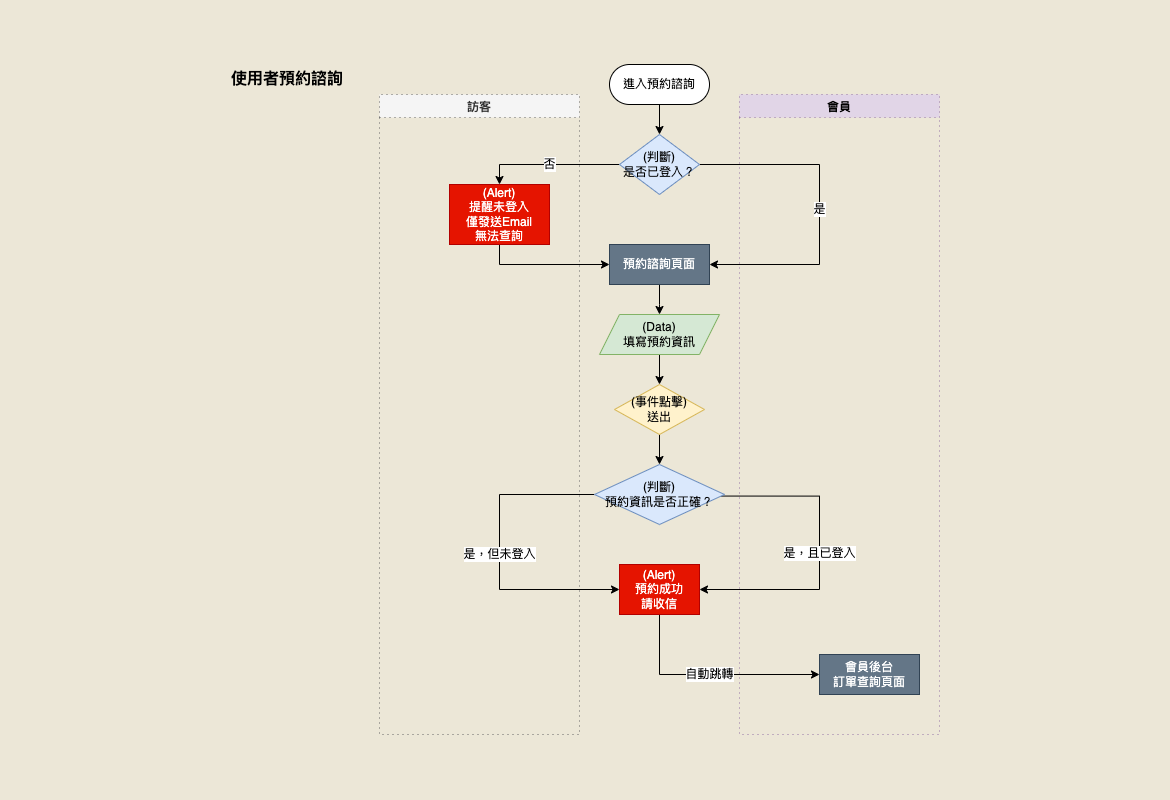 使用者預約諮詢
進入預約諮詢
訪客
會員
(判斷)
是否已登入？
否
是
(Alert)
提醒未登入
僅發送Email
無法查詢
預約諮詢頁面
(Data)
填寫預約資訊
(事件點擊)
送出
(判斷)
預約資訊是否正確？
是，但未登入
是，且已登入
(Alert)
預約成功
請收信
自動跳轉
會員後台
訂單查詢頁面